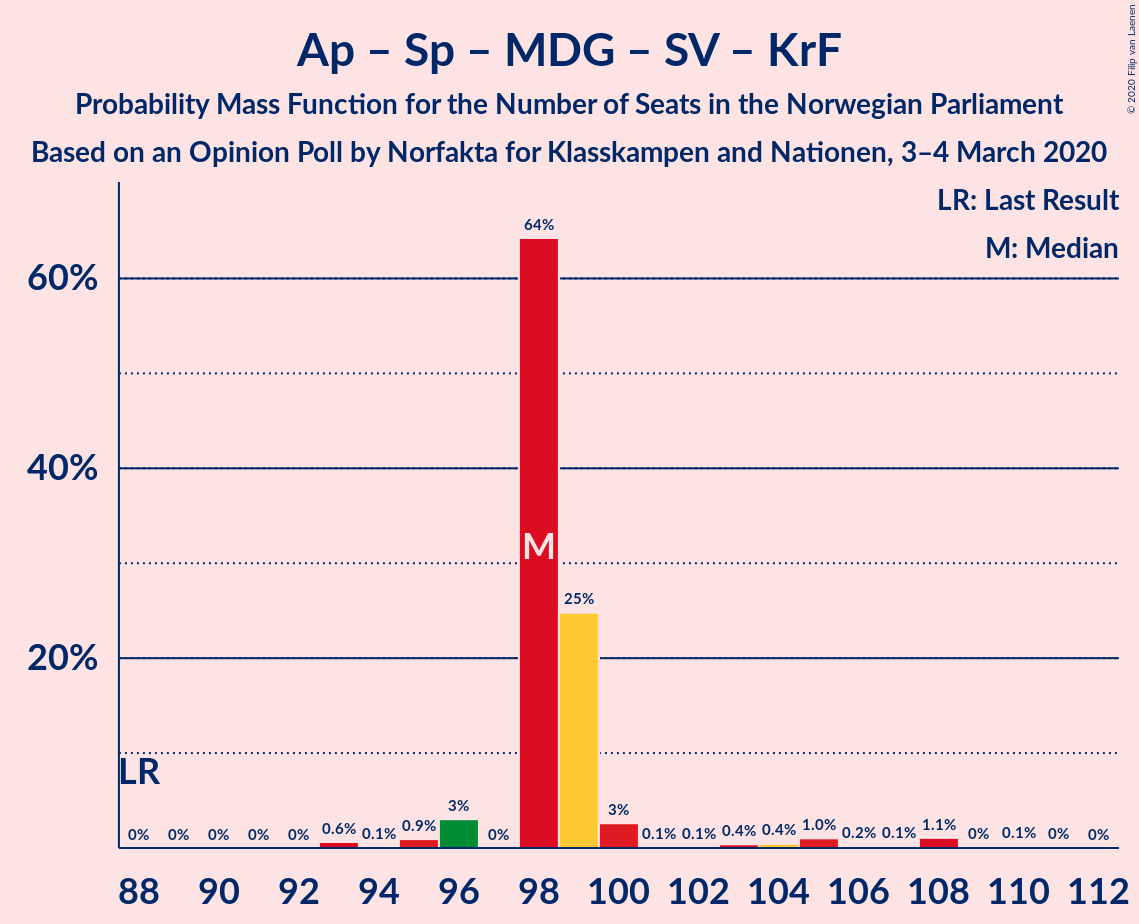 Ap – Sp – MDG – SV – KrF
Probability Mass Function for the Number of Seats in the Norwegian Parliament
Based on an Opinion Poll by Norfakta for Klasskampen and Nationen, 3–4 March 2020
© 2020 Filip van Laenen
LR: Last Result
M: Median
60%
40%
20%
64%
M
25%
LR
0% 0% 0% 0% 0% 0.6% 0.1% 0.9% 3% 0% 3% 0.1% 0.1% 0.4% 0.4% 1.0% 0.2% 0.1% 1.1% 0% 0.1% 0% 0%
88 90 92 94 96 98 100 102 104 106 108 110 112